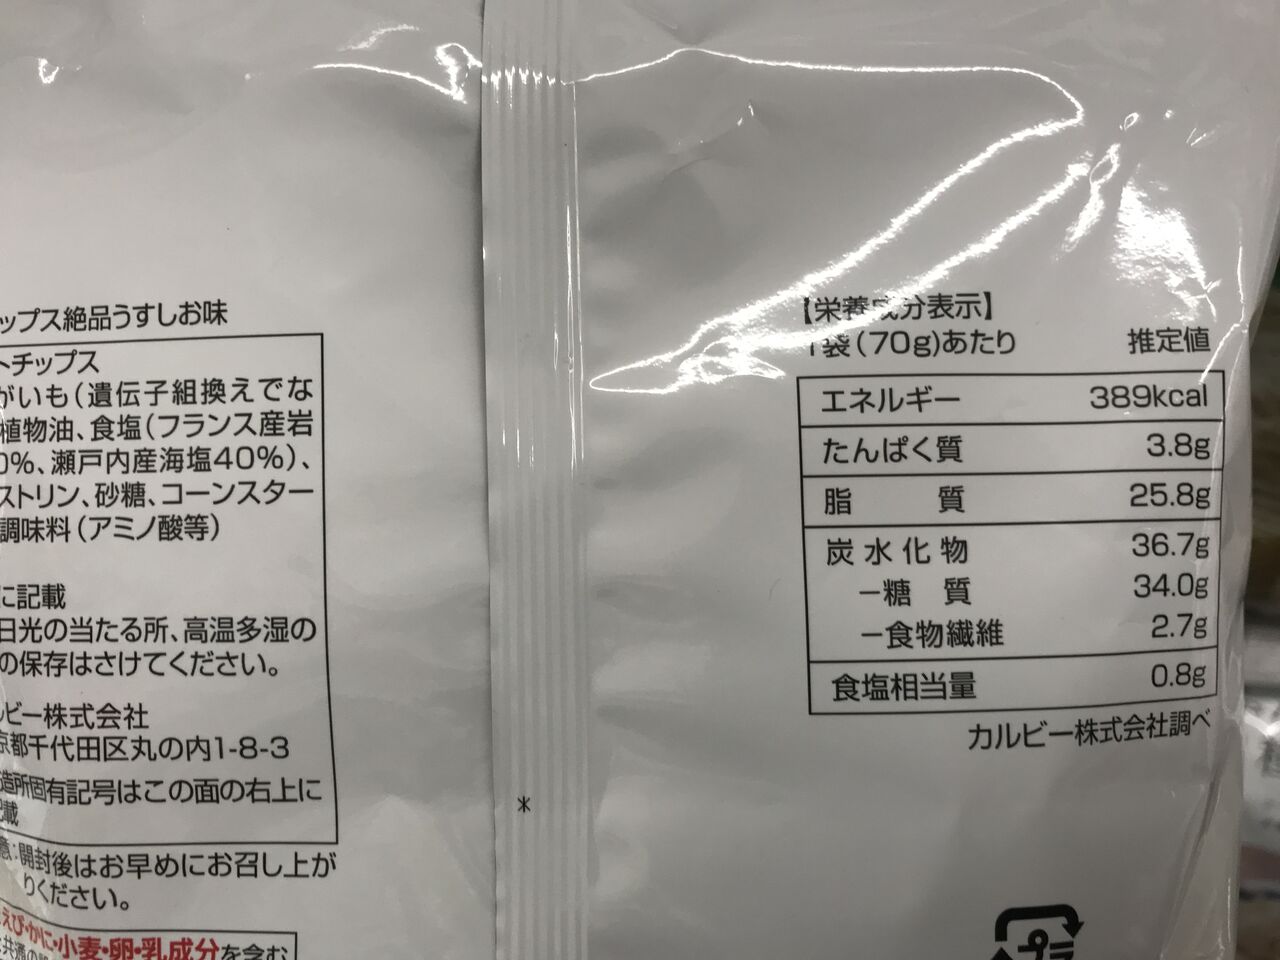 ップス絶品うすしお味
トチップス
がいも(遺伝子組換えでな
植物油、食塩(フランス産岩
0%、瀬戸内産海塩40%)、
ストリン、砂糖、コーンスター
調味料(アミノ酸等)
に記載
日光の当たる所、高温多湿の
の保存はさけてください。
ルビー株式会社
京都千代田区丸の内1-8-3
造所固有記号はこの面の右上に
記載
意:開封後はお早めにお召し上が
りください。
えび・かに・小麦・卵・乳成分を含む
*
【栄養成分表示】
1袋(70g)あたり 推定値
エネルギー 389kcal
たんぱく質 3.8g
脂質 25.8g
炭水化物 36.7g
-糖質 34.0g
-食物繊維 2.7g
食塩相当量 0.8g
カルビー株式会社調べ
プラ